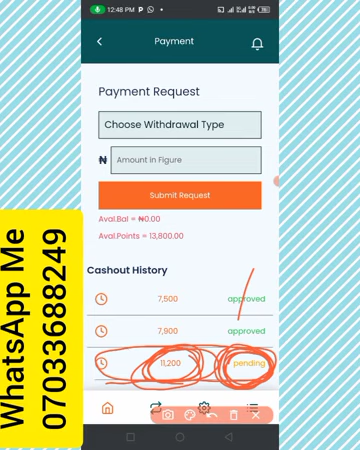 12:48 PM P
Payment
Payment Request
Choose Withdrawal Type
₦ Amount in Figure
Submit Request
Aval.Bal = ₦0.00
Aval.Points = 13,800.00
Cashout History
7,500 approved
7,900 approved
11,200 pending
WhatsApp Me
07033688249